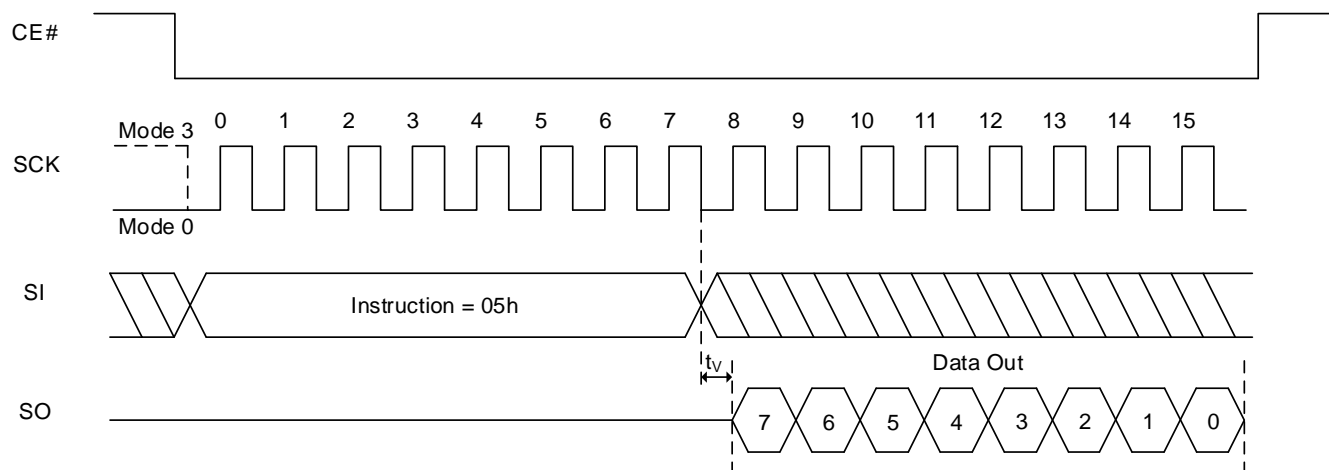 CE#
0 1 2 3 4 5 6 7 8 9 10 11 12 13 14 15
Mode 3
SCK
Mode 0
SI
Instruction = 05h
tV
Data Out
SO
7 6 5 4 3 2 1 0